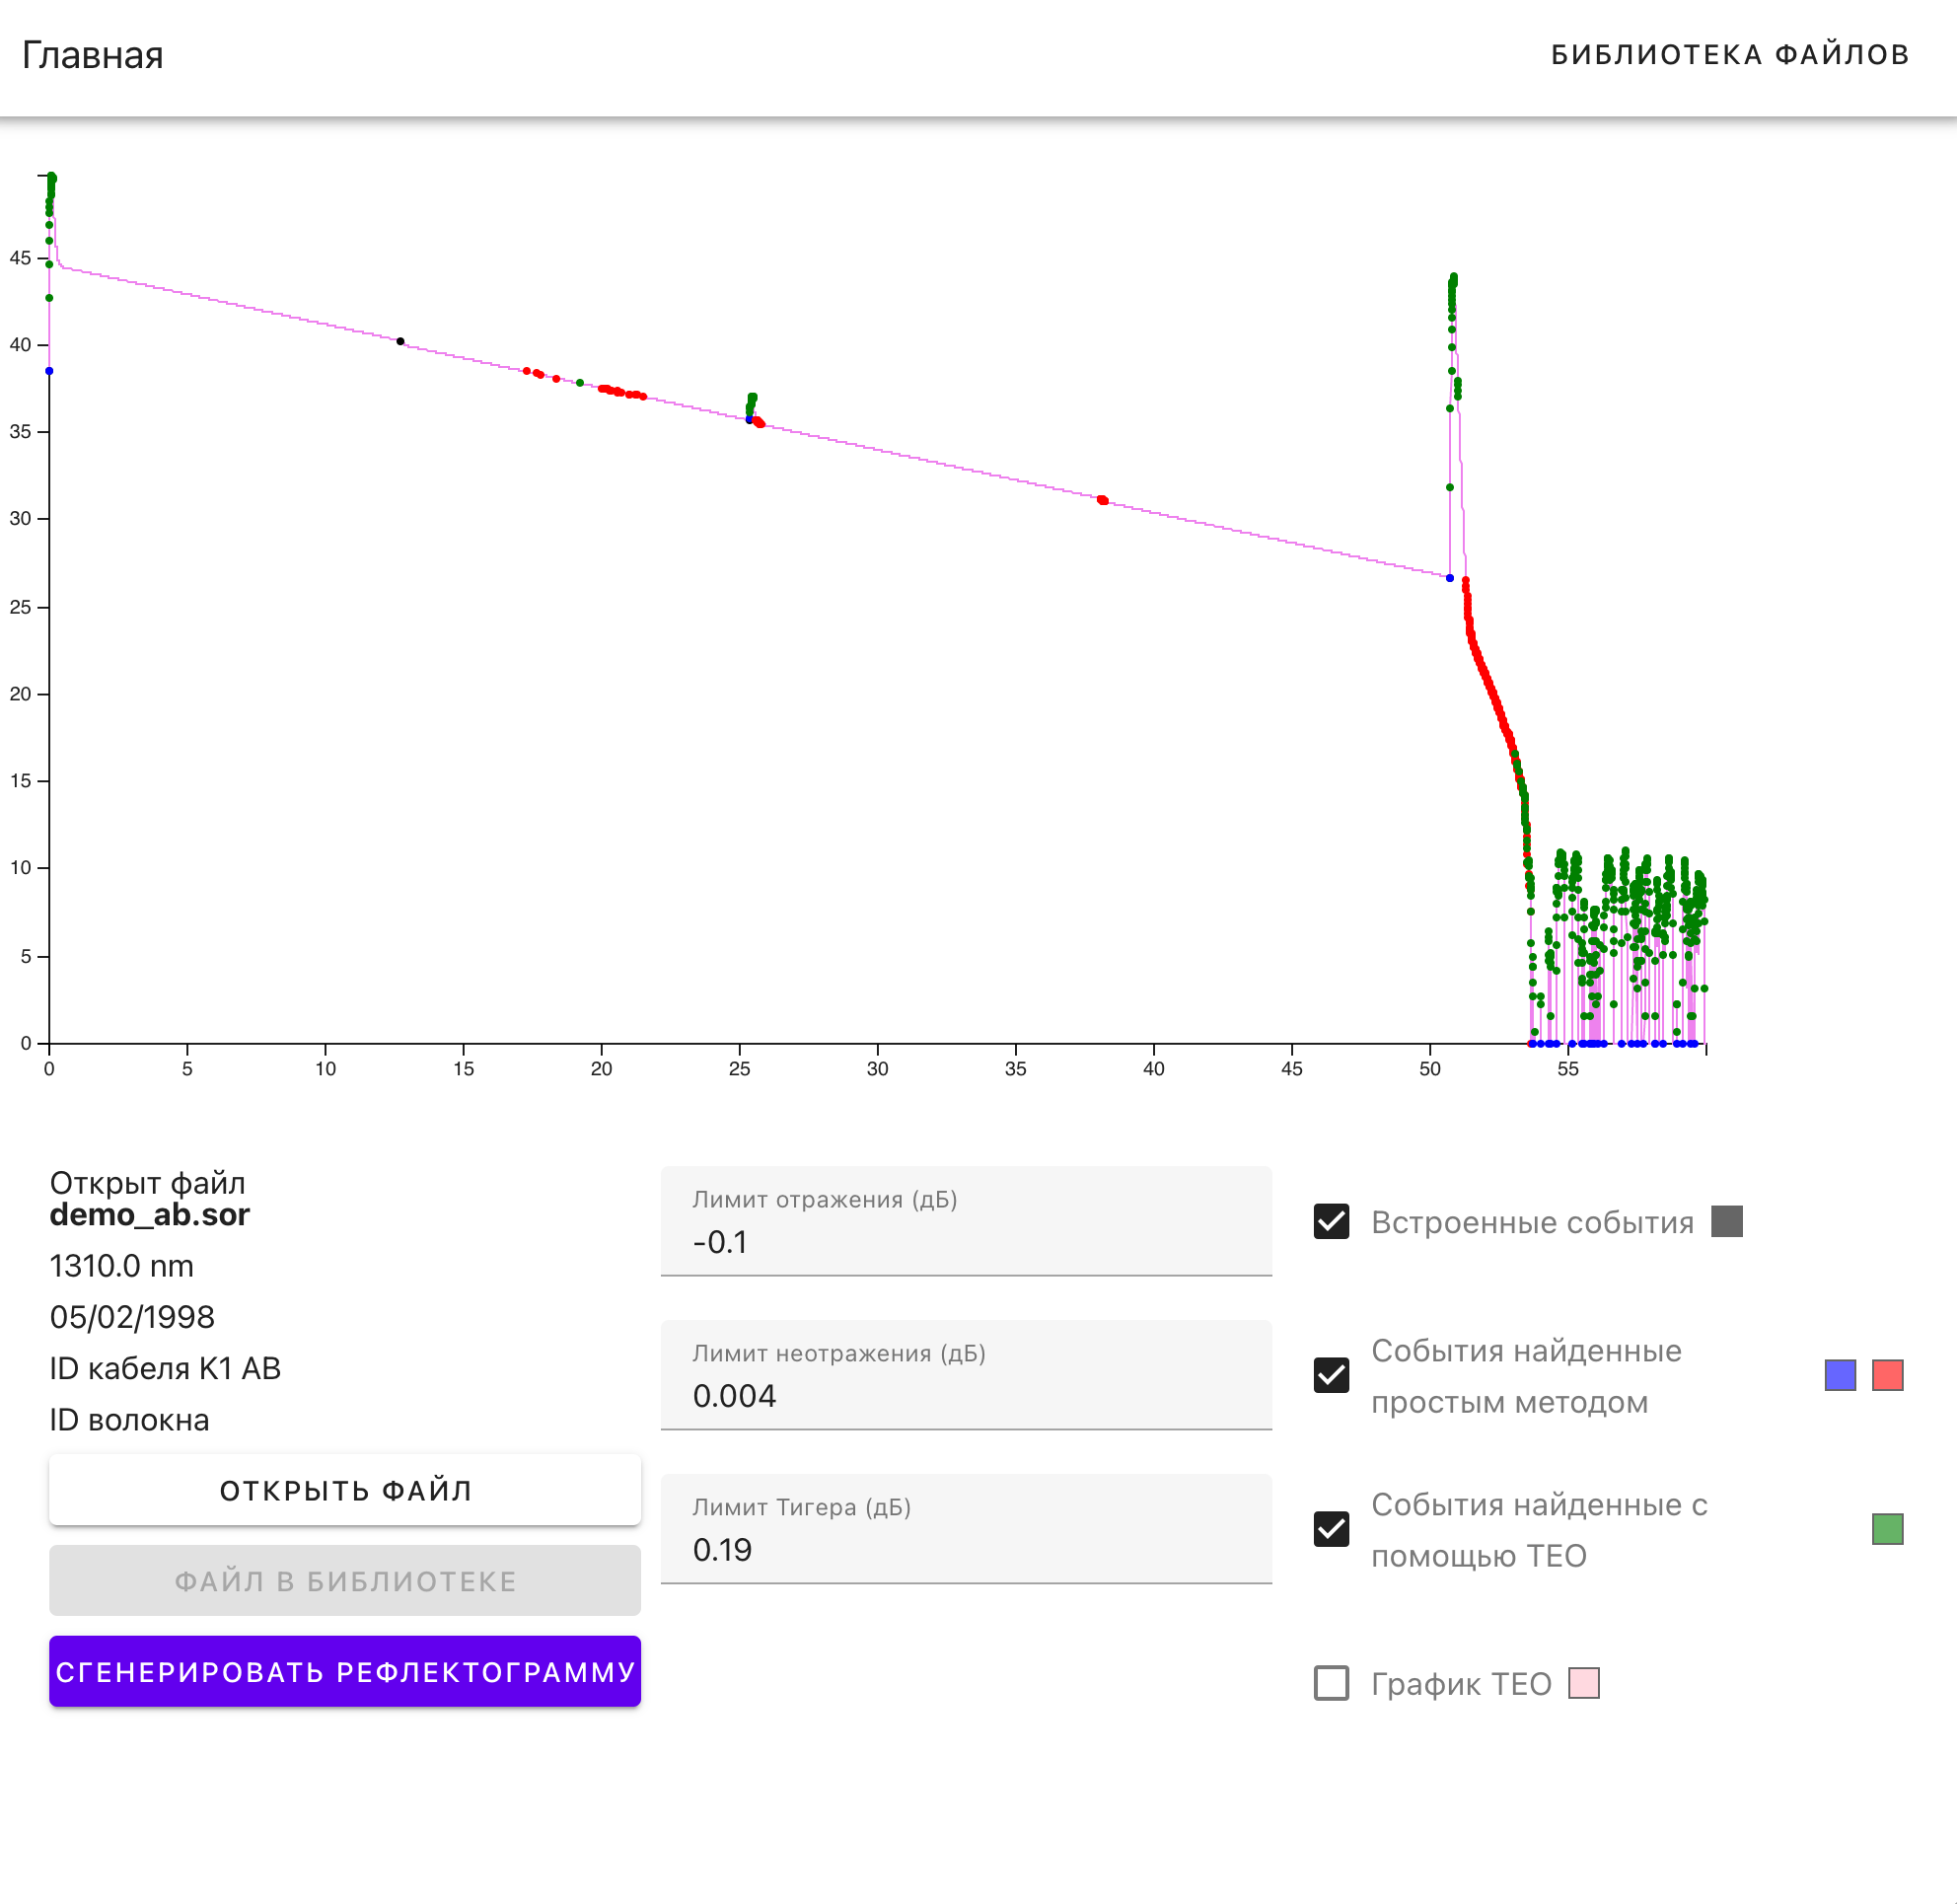 Главная
БИБЛИОТЕКА ФАЙЛОВ
45
40
35
30
25
20
15
10
5
0
0 5 10 15 20 25 30 35 40 45 50 55
Открыт файл
demo_ab.sor
1310.0 nm
05/02/1998
ID кабеля K1 AB
ID волокна
ОТКРЫТЬ ФАЙЛ
ФАЙЛ В БИБЛИОТЕКЕ
СГЕНЕРИРОВАТЬ РЕФЛЕКТОГРАММУ
Лимит отражения (дБ)
-0.1
Лимит неотражения (дБ)
0.004
Лимит Тигера (дБ)
0.19
Встроенные события
События найденные
простым методом
События найденные с
помощью ТЕО
График ТЕО